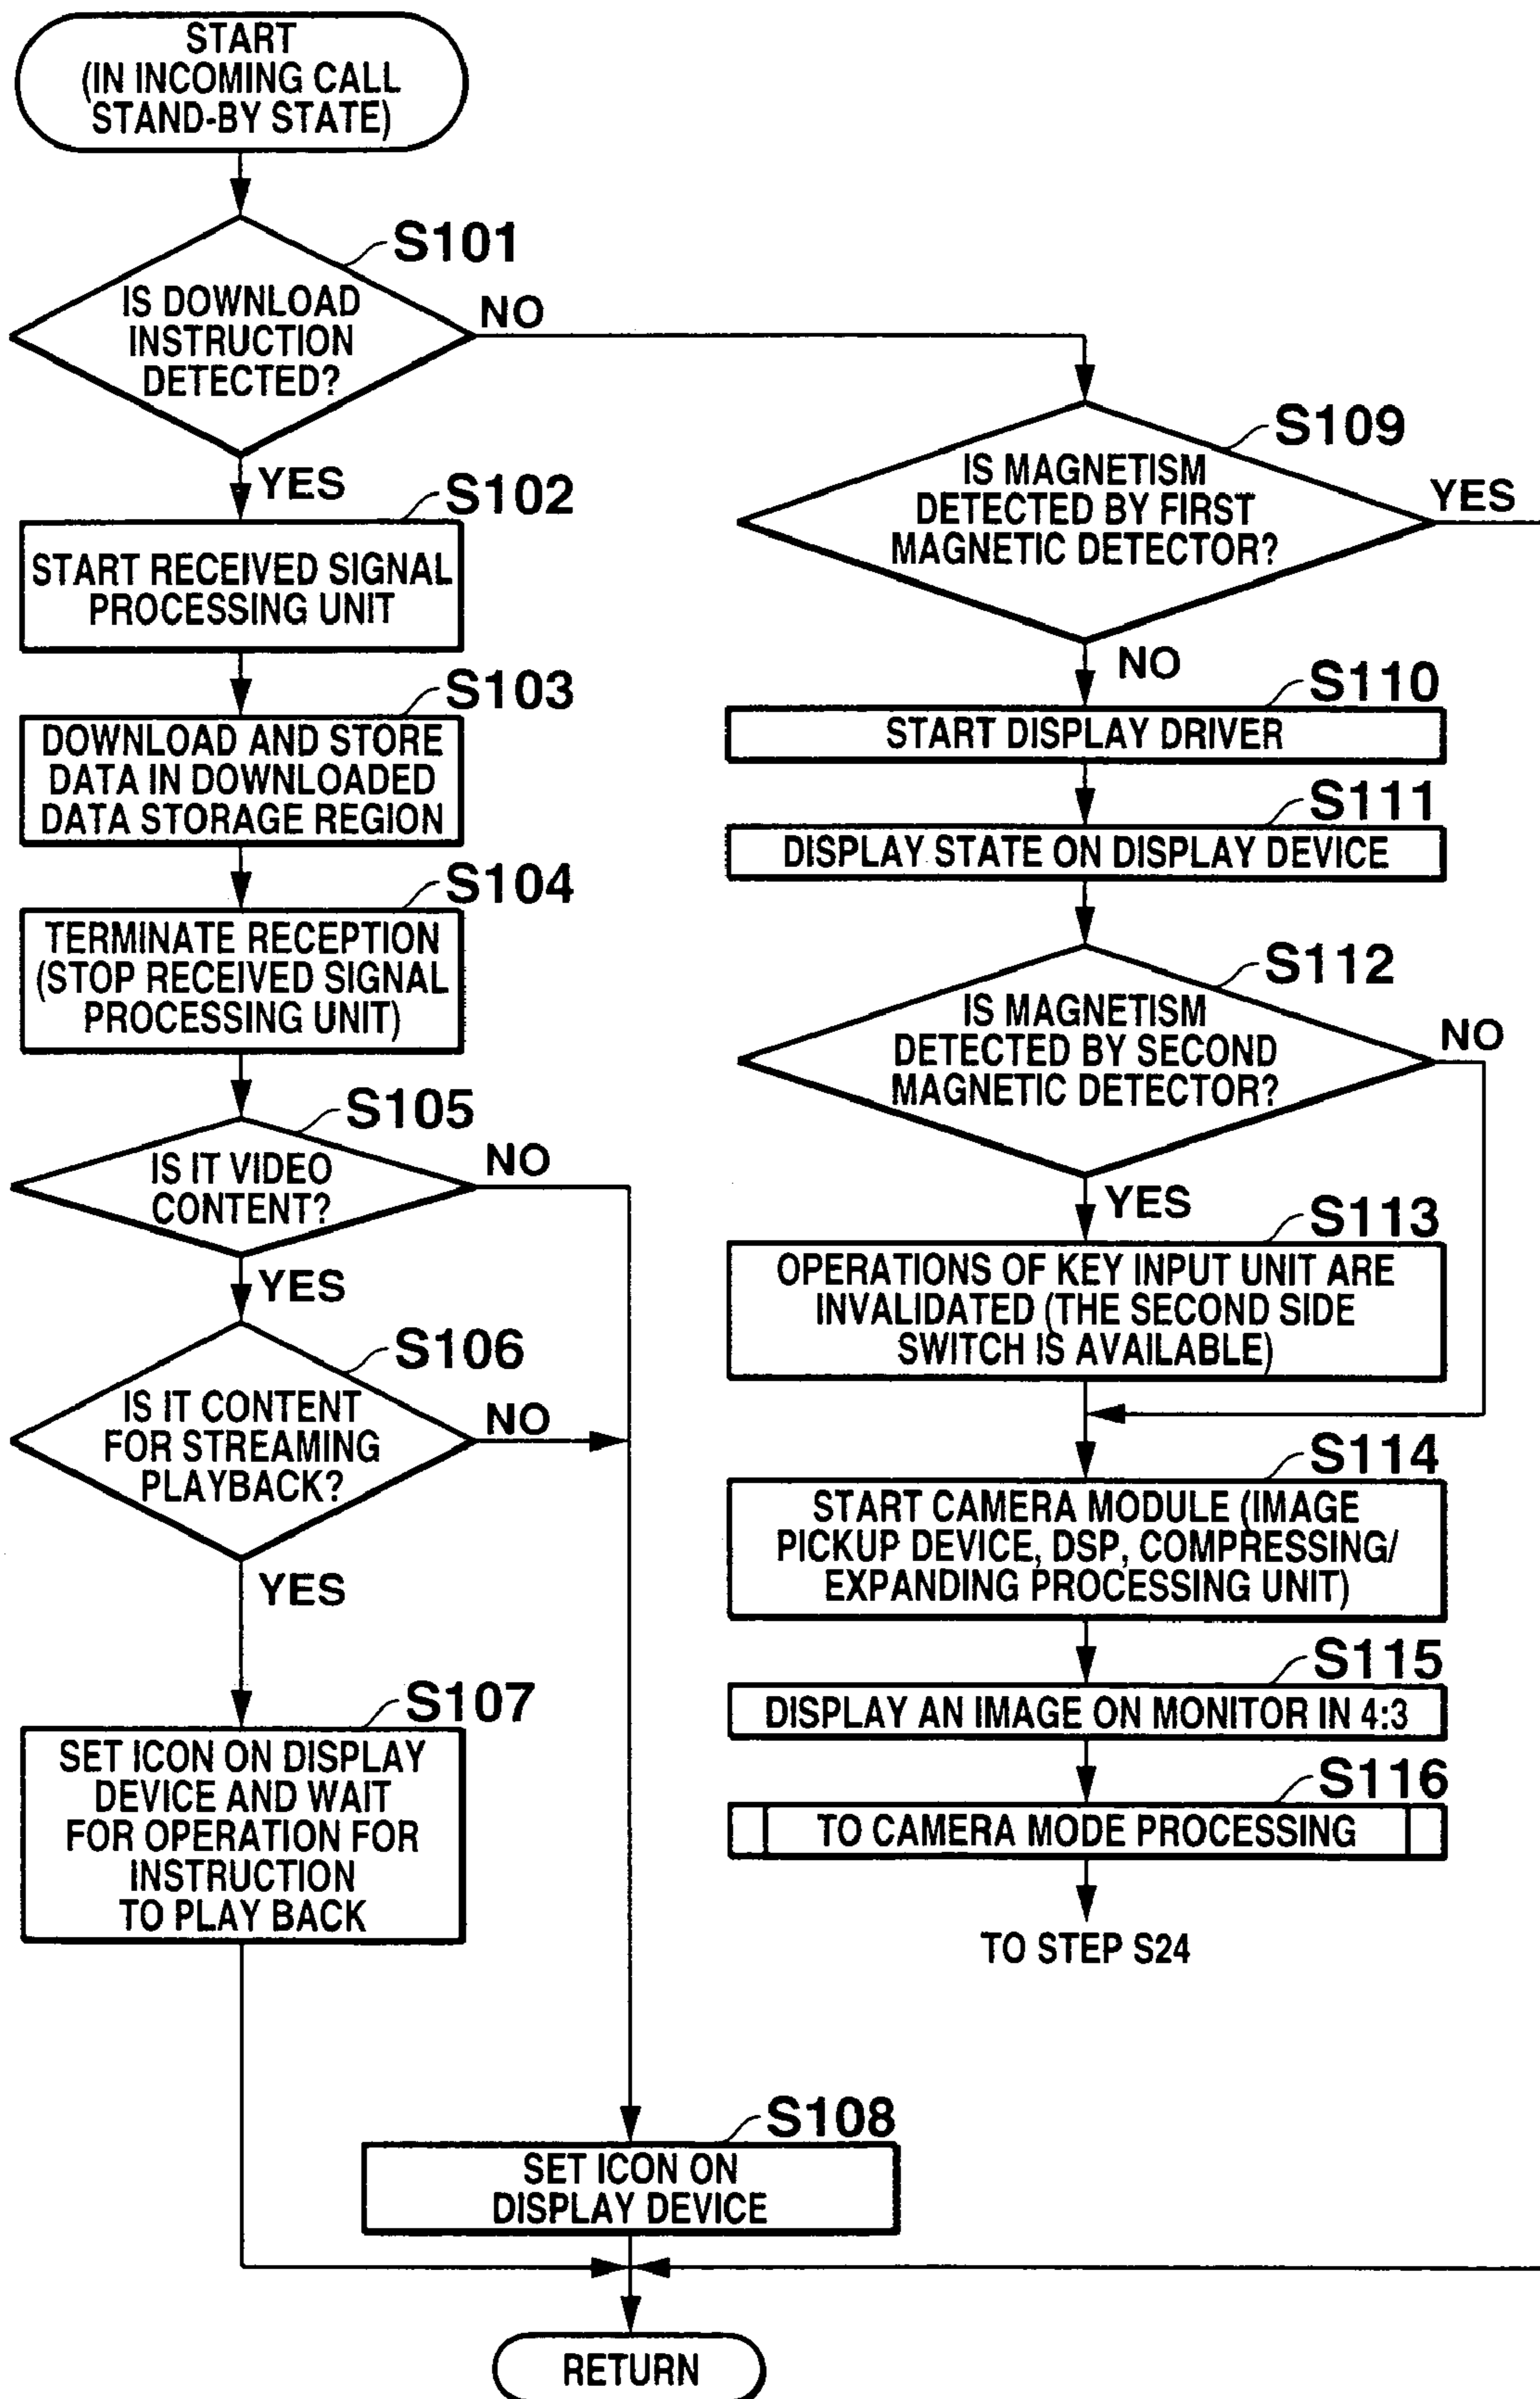 START
(IN INCOMING CALL
STAND-BY STATE)
S101
IS DOWNLOAD
INSTRUCTION
DETECTED?
NO
YES
S102
START RECEIVED SIGNAL
PROCESSING UNIT
S103
DOWNLOAD AND STORE
DATA IN DOWNLOADED
DATA STORAGE REGION
S104
TERMINATE RECEPTION
(STOP RECEIVED SIGNAL
PROCESSING UNIT)
S105
IS IT VIDEO
CONTENT?
NO
YES
S106
IS IT CONTENT
FOR STREAMING
PLAYBACK?
NO
YES
S107
SET ICON ON DISPLAY
DEVICE AND WAIT
FOR OPERATION FOR
INSTRUCTION
TO PLAY BACK
S108
SET ICON ON
DISPLAY DEVICE
RETURN
S109
IS MAGNETISM
DETECTED BY FIRST
MAGNETIC DETECTOR?
YES
NO
S110
START DISPLAY DRIVER
S111
DISPLAY STATE ON DISPLAY DEVICE
S112
IS MAGNETISM
DETECTED BY SECOND
MAGNETIC DETECTOR?
NO
YES
S113
OPERATIONS OF KEY INPUT UNIT ARE
INVALIDATED (THE SECOND SIDE
SWITCH IS AVAILABLE)
S114
START CAMERA MODULE (IMAGE
PICKUP DEVICE, DSP, COMPRESSING/
EXPANDING PROCESSING UNIT)
S115
DISPLAY AN IMAGE ON MONITOR IN 4:3
S116
TO CAMERA MODE PROCESSING
TO STEP S24